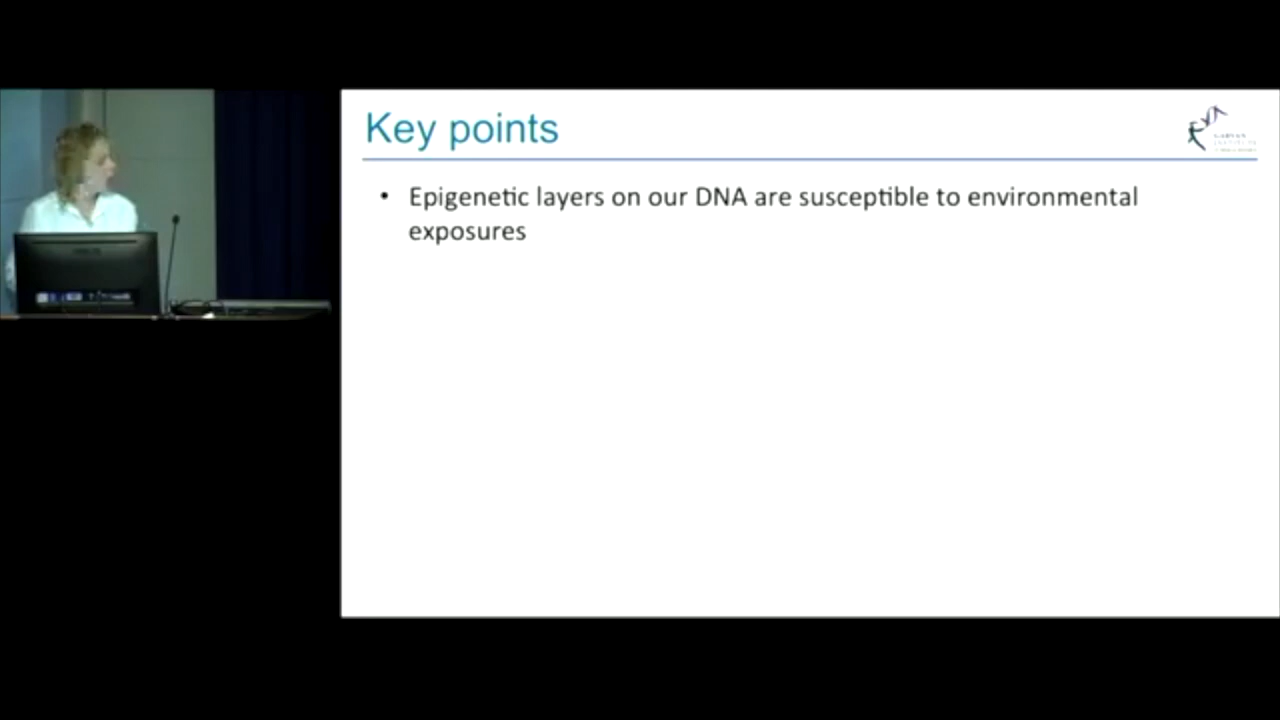 Key points
• Epigenetic layers on our DNA are susceptible to environmental
exposures